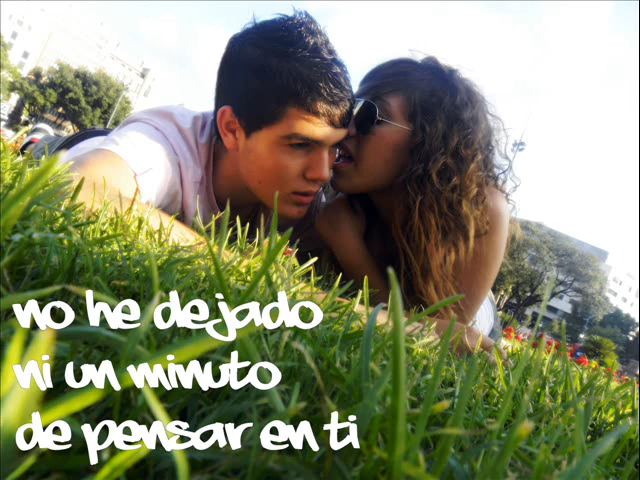 no he dejado
ni un minuto
de pensar en ti